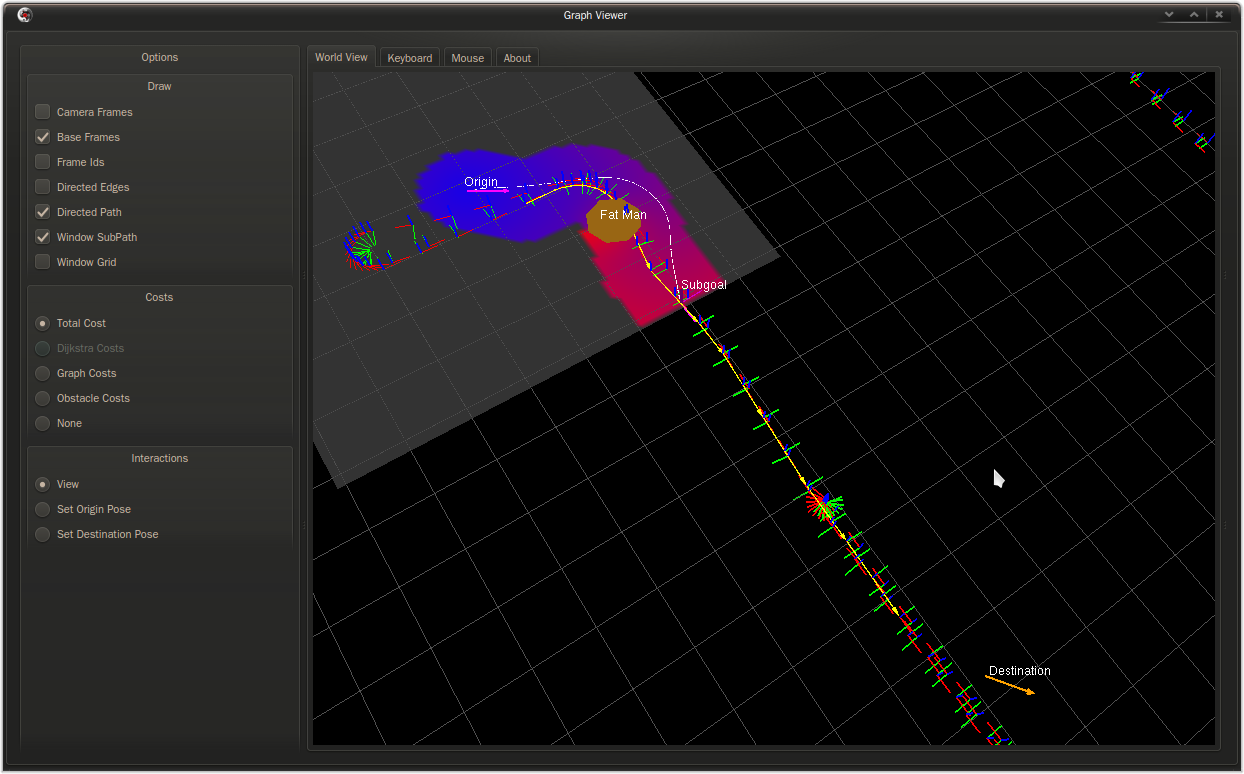 Graph Viewer
Options
Draw
Camera Frames
Base Frames
Frame Ids
Directed Edges
Directed Path
Window SubPath
Window Grid
Costs
Total Cost
Dijkstra Costs
Graph Costs
Obstacle Costs
None
Interactions
View
Set Origin Pose
Set Destination Pose
World View
Keyboard
Mouse
About
Origin
Fat Man
Subgoal
Destination